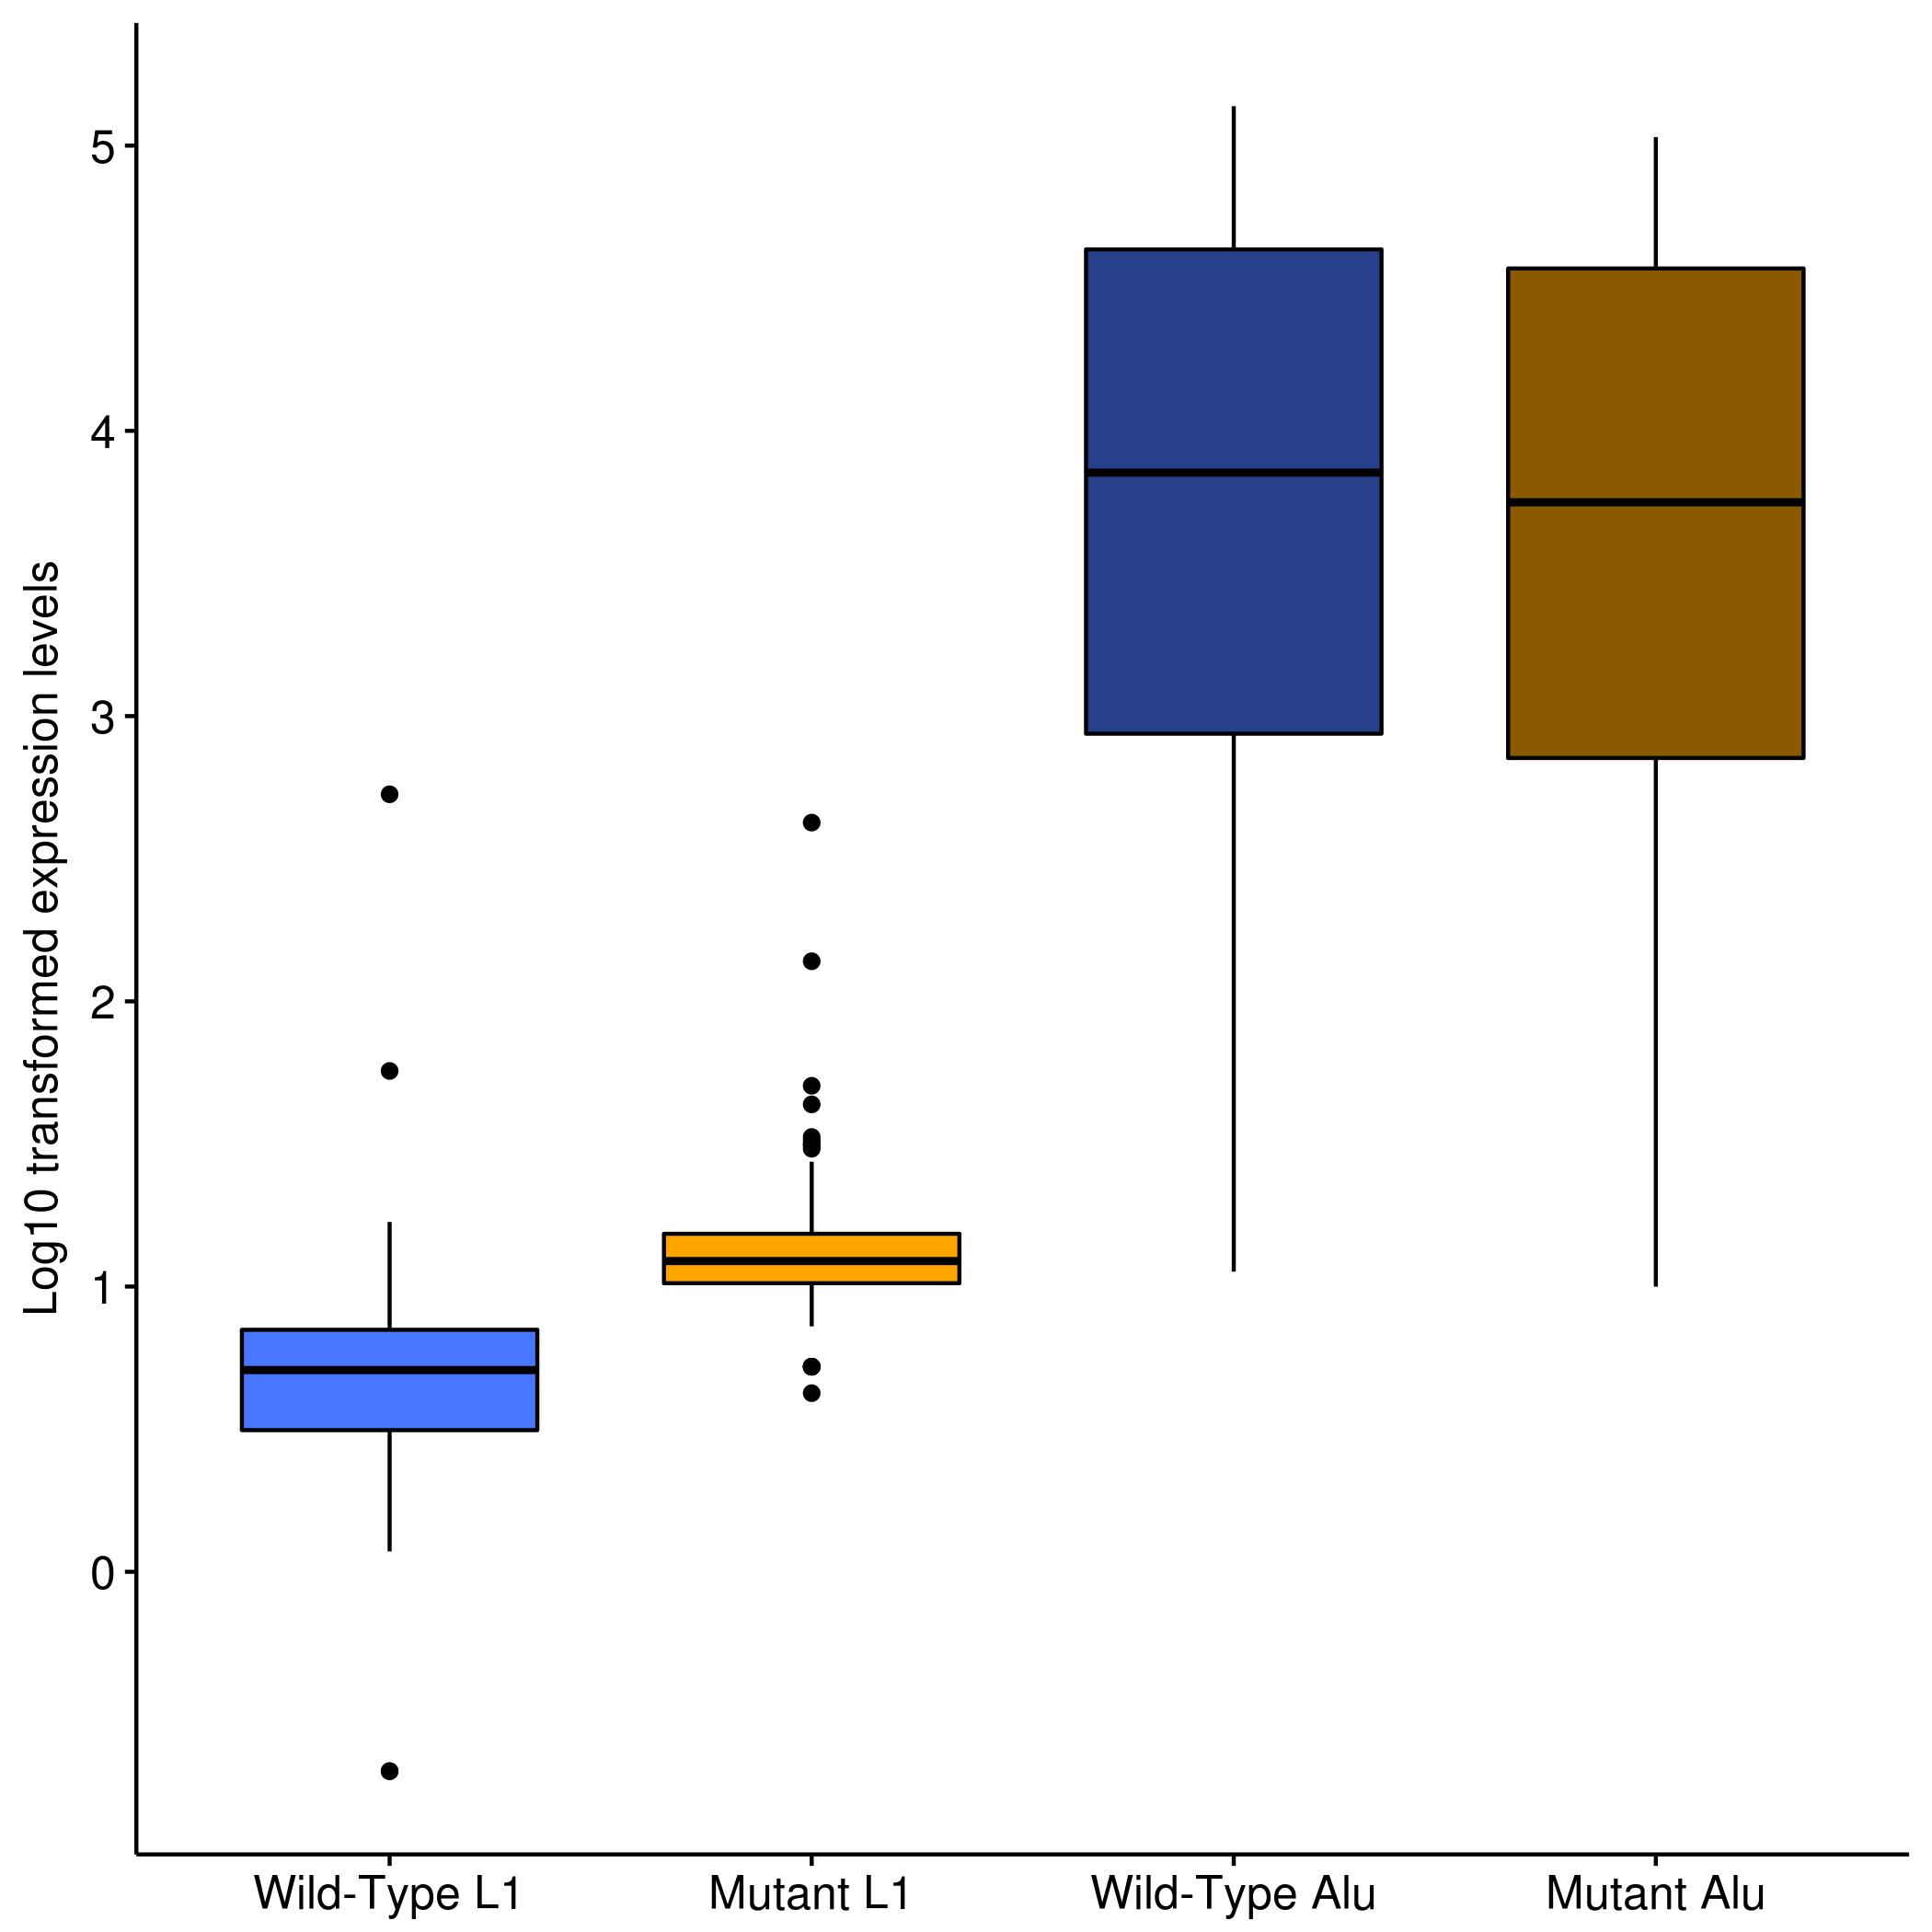 Log10 transformed expression levels
5
4
3
2
1
0
Wild-Type L1
Mutant L1
Wild-Type Alu
Mutant Alu